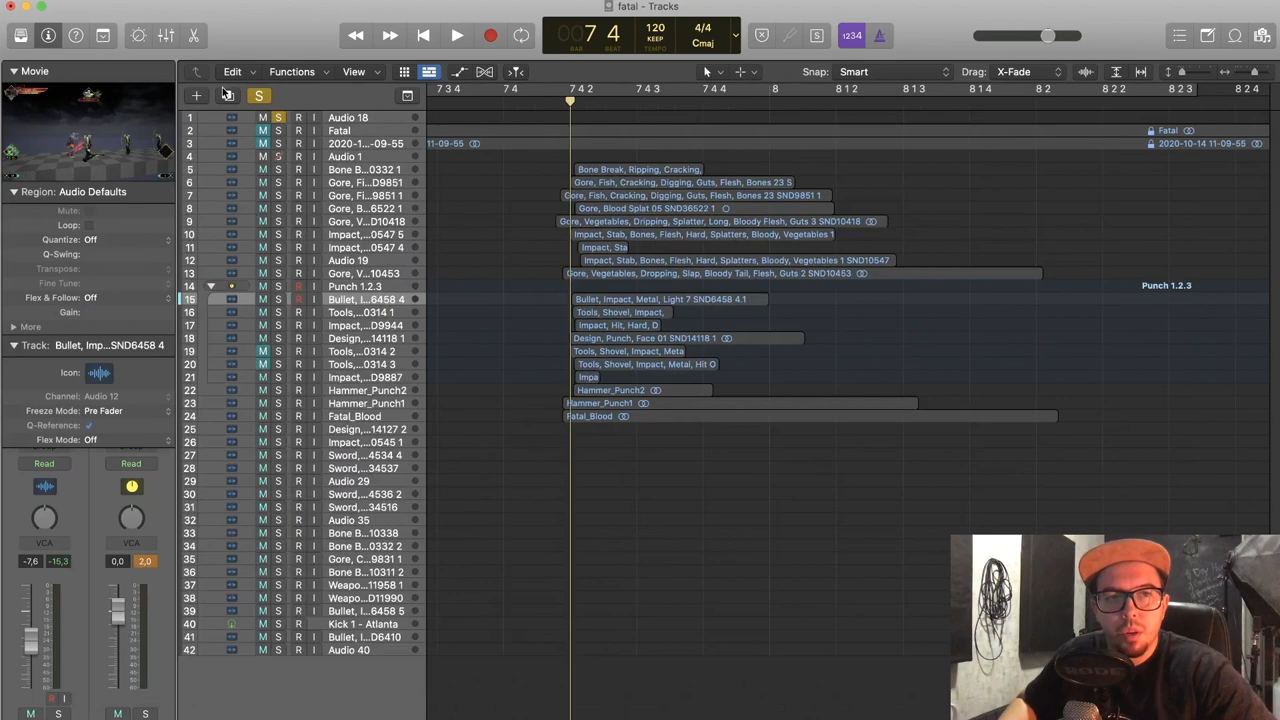 fatal - Tracks
007 4
BAR BEAT
120
KEEP
TEMPO
4/4
Cmaj
1234
Movie
Edit Functions View
Snap: Smart
Drag: X-Fade
S
7 3 4 7 4 7 4 2 7 4 3 7 4 4 8 8 1 2 8 1 3 8 1 4 8 2 8 2 2 8 2 3 8 2 4
Region: Audio Defaults
Mute:
Loop:
Quantize: Off
Q-Swing:
Transpose:
Fine Tune:
Flex & Follow: Off
Gain:
More
Track: Bullet, Imp...SND6458 4
Icon:
Channel: Audio 12
Freeze Mode: Pre Fader
Q-Reference:
Flex Mode: Off
Group
Read Read
VCA VCA
-7,6 -15,3 0,0 2,0
R I
M S M S
1 M S R I Audio 18
2 M S R I Fatal
Fatal
3 M S R I 2020-1...-09-55
11-09-55
2020-10-14 11-09-55
4 M S R I Audio 1
5 M S R I Bone B...0332 1
Bone Break, Ripping, Cracking,
6 M S R I Gore, Fi...D9851
Gore, Fish, Cracking, Digging, Guts, Flesh, Bones 23 S
7 M S R I Gore, Fi...9851 1
Gore, Fish, Cracking, Digging, Guts, Flesh, Bones 23 SND9851 1
8 M S R I Gore, B...6522 1
Gore, Blood Splat 05 SND36522 1
9 M S R I Gore, V...D10418
Gore, Vegetables, Dripping, Splatter, Long, Bloody Flesh, Guts 3 SND10418
10 M S R I Impact,...0547 5
Impact, Stab, Bones, Flesh, Hard, Splatters, Bloody, Vegetables 1
11 M S R I Impact,...0547 4
Impact, Sta
12 M S R I Audio 19
Impact, Stab, Bones, Flesh, Hard, Splatters, Bloody, Vegetables 1 SND10547
13 M S R I Gore, V...10453
Gore, Vegetables, Dropping, Slap, Bloody Tail, Flesh, Guts 2 SND10453
14 M S R I Punch 1.2.3
Punch 1.2.3
15 M S R I Bullet, I...6458 4
Bullet, Impact, Metal, Light 7 SND6458 4.1
16 M S R I Tools,...0314 1
Tools, Shovel, Impact,
17 M S R I Impact,...D9944
Impact, Hit, Hard, D
18 M S R I Design,...14118 1
Design, Punch, Face 01 SND14118 1
19 M S R I Tools,...0314 2
Tools, Shovel, Impact, Meta
20 M S R I Tools,...0314 3
Tools, Shovel, Impact, Metal, Hit O
21 M S R I Impact,...D9887
Impa
22 M S R I Hammer_Punch2
Hammer_Punch2
23 M S R I Hammer_Punch1
Hammer_Punch1
24 M S R I Fatal_Blood
Fatal_Blood
25 M S R I Design,...14127 2
26 M S R I Impact,...0545 1
27 M S R I Sword,...4534 4
28 M S R I Sword,...34537
29 M S R I Audio 29
30 M S R I Sword,...4536 2
31 M S R I Sword,...34516
32 M S R I Audio 35
33 M S R I Bone B...10338
34 M S R I Bone B...0332 2
35 M S R I Gore, C...9831 1
36 M S R I Bone B...0362 1
37 M S R I Weapo...11958 1
38 M S R I Weapo...D11990
39 M S R I Bullet, I...6458 5
40 M S R I Kick 1 - Atlanta
41 M S R I Bullet, I...D6410
42 M S R I Audio 40
RODE